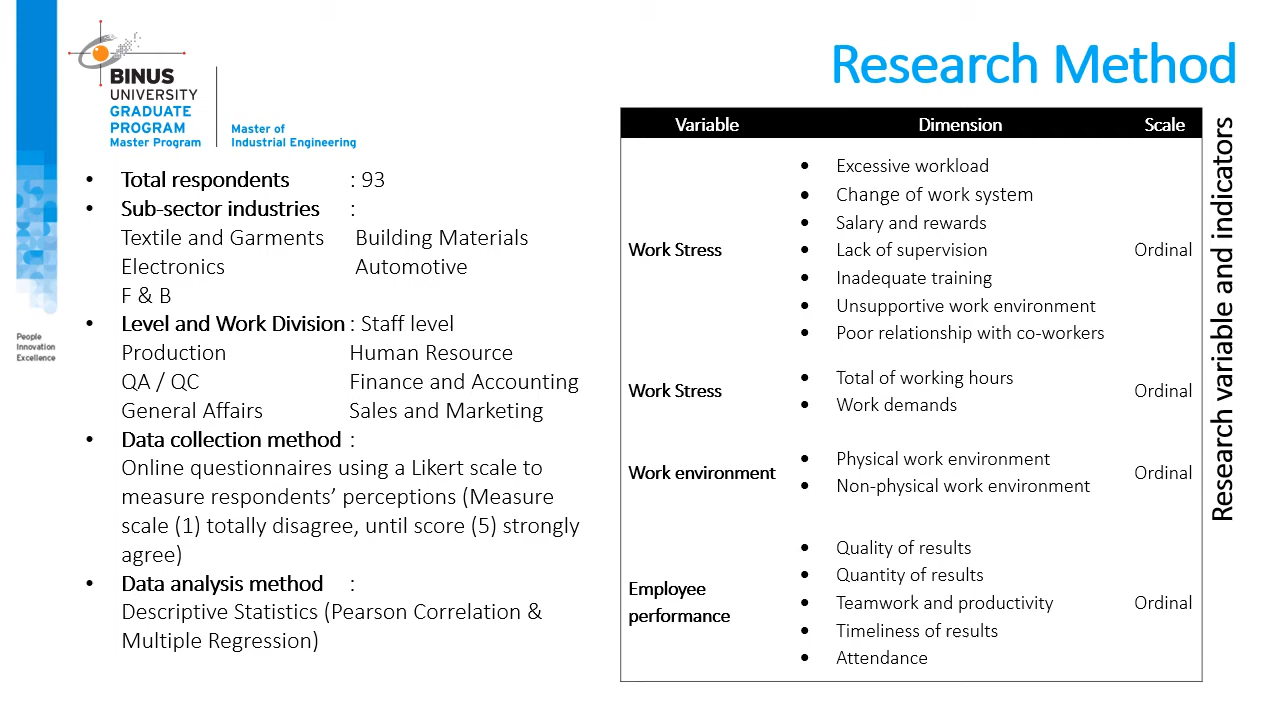 BINUS
UNIVERSITY
GRADUATE
PROGRAM
Master Program
Master of
Industrial Engineering
People
Innovation
Excellence
Research Method
• Total respondents : 93
• Sub-sector industries :
Textile and Garments Building Materials
Electronics Automotive
F & B
• Level and Work Division : Staff level
Production Human Resource
QA / QC Finance and Accounting
General Affairs Sales and Marketing
• Data collection method :
Online questionnaires using a Likert scale to
measure respondents’ perceptions (Measure
scale (1) totally disagree, until score (5) strongly
agree)
• Data analysis method :
Descriptive Statistics (Pearson Correlation &
Multiple Regression)
Variable Dimension Scale
• Excessive workload
• Change of work system
• Salary and rewards
Work Stress • Lack of supervision Ordinal
• Inadequate training
• Unsupportive work environment
• Poor relationship with co-workers
• Total of working hours
Work Stress Ordinal
• Work demands
• Physical work environment
Work environment Ordinal
• Non-physical work environment
• Quality of results
• Quantity of results
Employee
performance
• Teamwork and productivity Ordinal
• Timeliness of results
• Attendance
Research variable and indicators